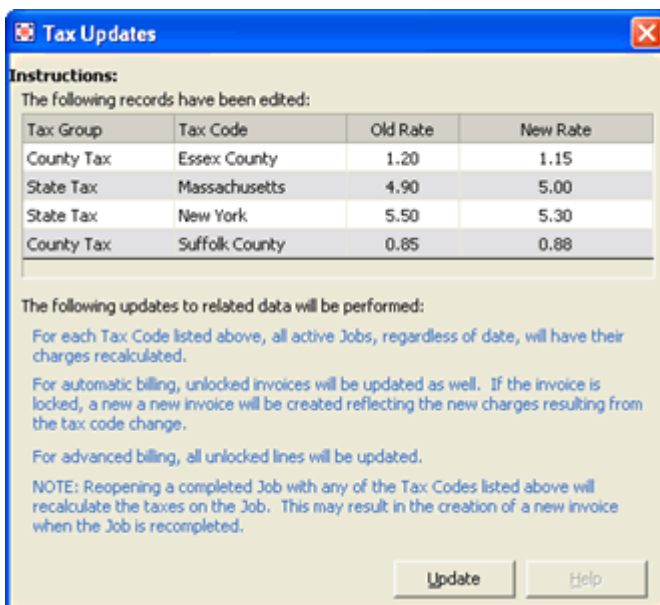 Tax Updates
Instructions:
The following records have been edited:
Tax Group Tax Code Old Rate New Rate
County Tax Essex County 1.20 1.15
State Tax Massachusetts 4.90 5.00
State Tax New York 5.50 5.30
County Tax Suffolk County 0.85 0.88
The following updates to related data will be performed:
For each Tax Code listed above, all active Jobs, regardless of date, will have their
charges recalculated.
For automatic billing, unlocked invoices will be updated as well. If the invoice is
locked, a new a new invoice will be created reflecting the new charges resulting from
the tax code change.
For advanced billing, all unlocked lines will be updated.
NOTE: Reopening a completed Job with any of the Tax Codes listed above will
recalculate the taxes on the Job. This may result in the creation of a new invoice
when the Job is recompleted.
Update Help